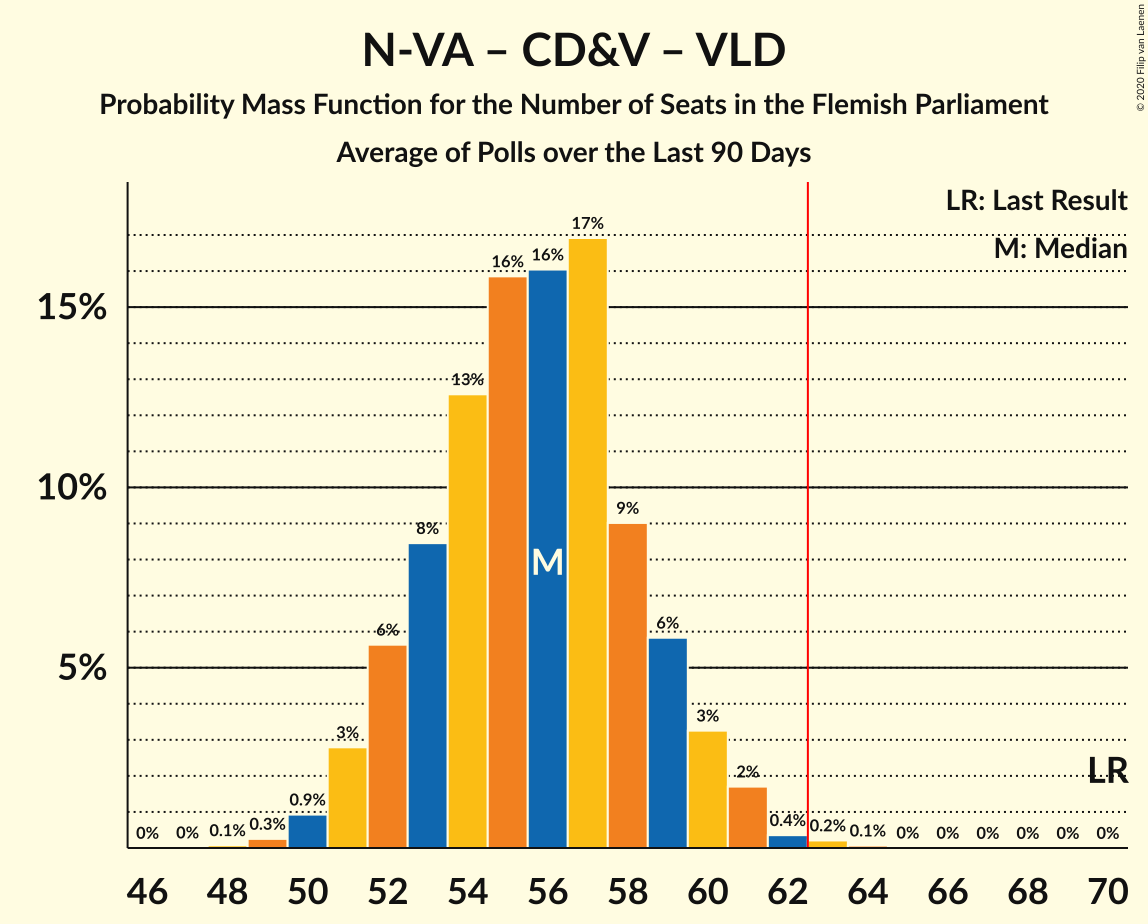 N-VA – CD&V – VLD
Probability Mass Function for the Number of Seats in the Flemish Parliament
Average of Polls over the Last 90 Days
© 2020 Filip van Laenen
LR: Last Result
M: Median
15%
10%
5%
0% 0% 0.1% 0.3% 0.9% 3% 6% 8% 13% 16% 16% 17% 9% 6% 3% 2% 0.4% 0.2% 0.1% 0% 0% 0% 0% 0% 0%
M
LR
46 48 50 52 54 56 58 60 62 64 66 68 70